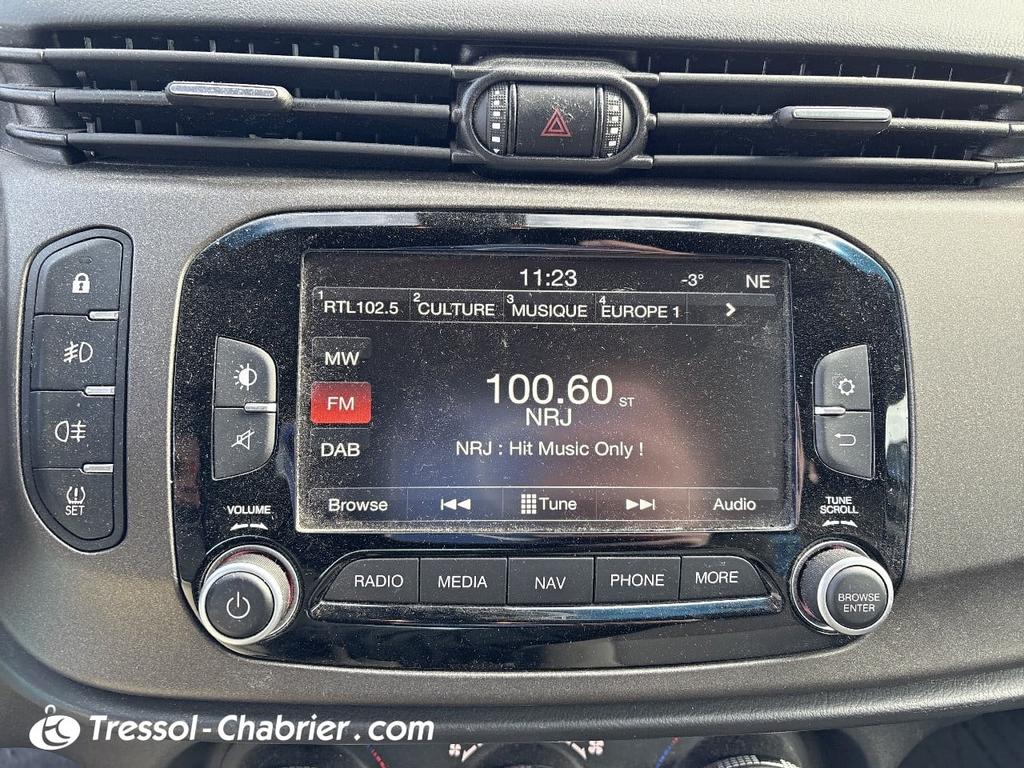 11:23 -3° NE
1 RTL102.5 2 CULTURE 3 MUSIQUE 4 EUROPE 1 >
MW
FM
DAB
100.60 ST
NRJ
NRJ : Hit Music Only !
Browse Tune Audio
SET
VOLUME
TUNE
SCROLL
RADIO MEDIA NAV PHONE MORE
BROWSE
ENTER
Tressol-Chabrier.com